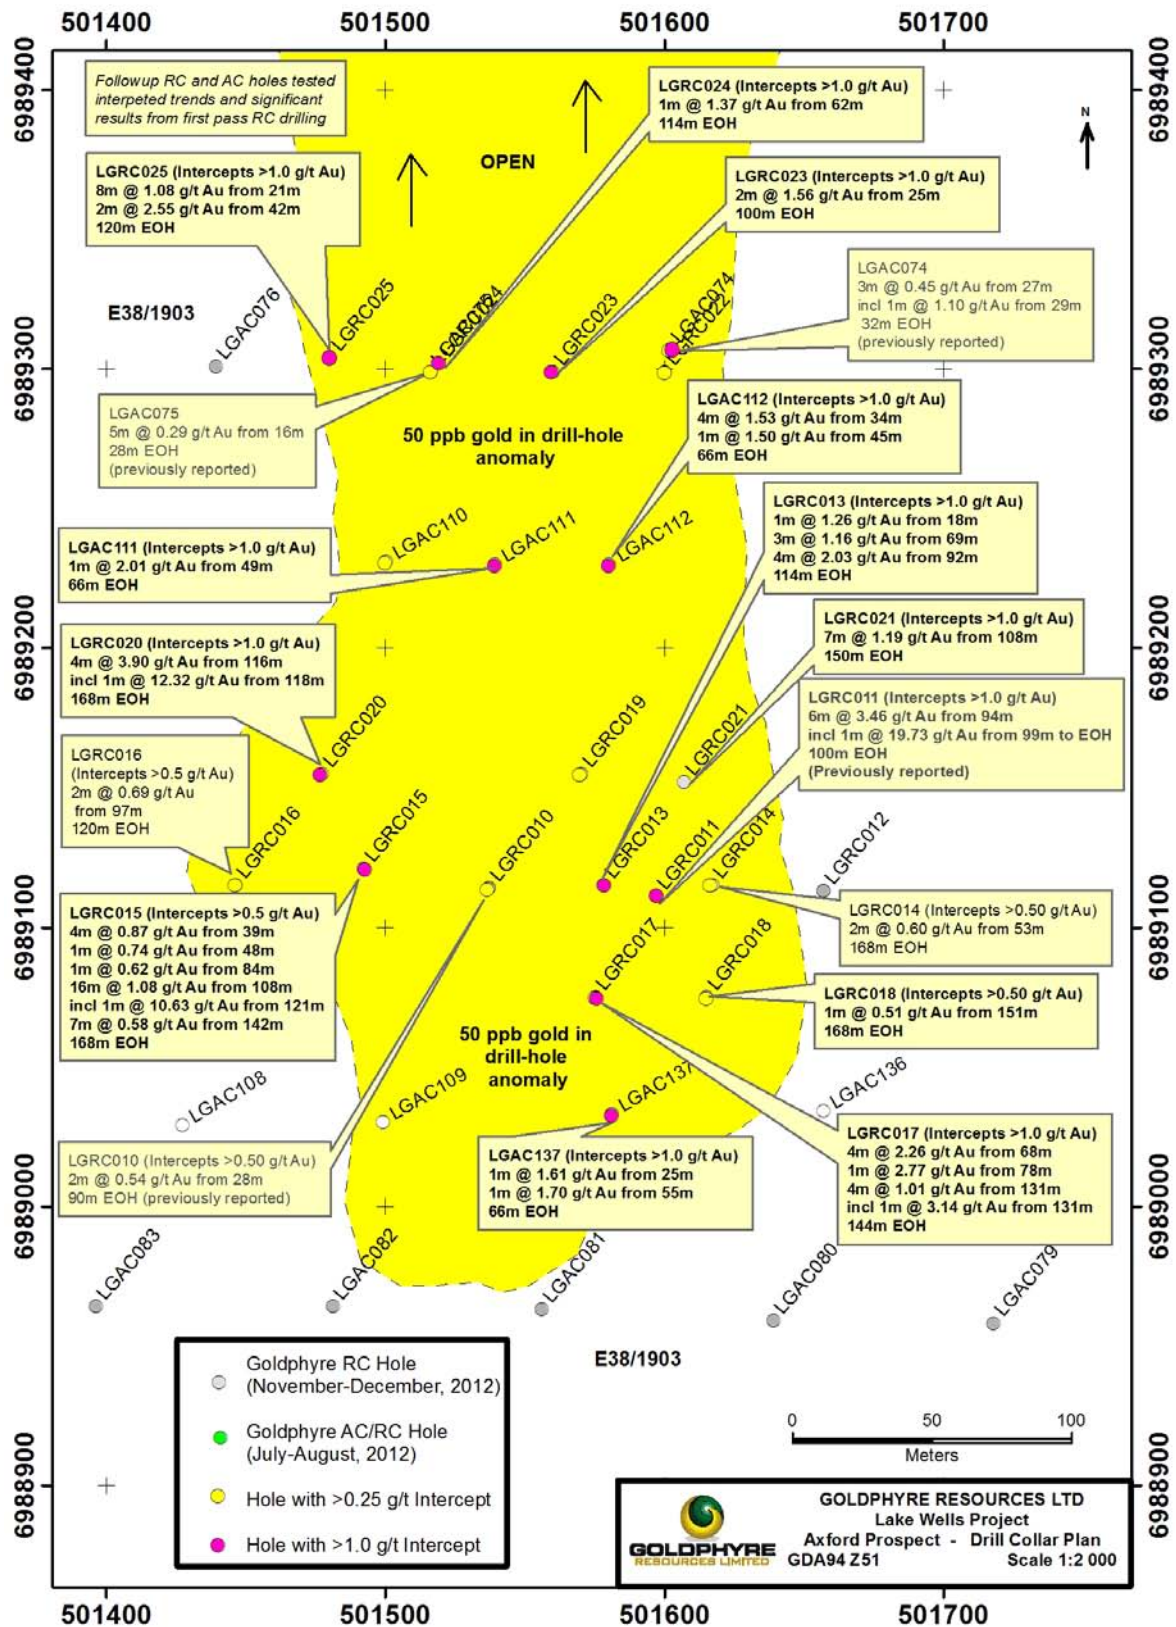 501400
501500
501600
501700
6989400
6989400
Followup RC and AC holes tested
interpeted trends and significant
results from first pass RC drilling
LGRC024 (Intercepts >1.0 g/t Au)
1m @ 1.37 g/t Au from 62m
114m EOH
N
OPEN
LGRC025 (Intercepts >1.0 g/t Au)
8m @ 1.08 g/t Au from 21m
2m @ 2.55 g/t Au from 42m
120m EOH
LGRC023 (Intercepts >1.0 g/t Au)
2m @ 1.56 g/t Au from 25m
100m EOH
LGAC074
3m @ 0.45 g/t Au from 27m
incl 1m @ 1.10 g/t Au from 29m
32m EOH
(previously reported)
E38/1903
LGAC076
LGRC025
LGRC023
LGAC074
LGRC022
6989300
6989300
LGAC075
5m @ 0.29 g/t Au from 16m
28m EOH
(previously reported)
50 ppb gold in drill-hole
anomaly
LGAC112 (Intercepts >1.0 g/t Au)
4m @ 1.53 g/t Au from 34m
1m @ 1.50 g/t Au from 45m
66m EOH
LGAC110
LGAC111
LGAC112
LGRC013 (Intercepts >1.0 g/t Au)
1m @ 1.26 g/t Au from 18m
3m @ 1.16 g/t Au from 69m
4m @ 2.03 g/t Au from 92m
114m EOH
LGAC111 (Intercepts >1.0 g/t Au)
1m @ 2.01 g/t Au from 49m
66m EOH
6989200
6989200
LGRC021 (Intercepts >1.0 g/t Au)
7m @ 1.19 g/t Au from 108m
150m EOH
LGRC020 (Intercepts >1.0 g/t Au)
4m @ 3.90 g/t Au from 116m
incl 1m @ 12.32 g/t Au from 118m
168m EOH
LGRC011 (Intercepts >1.0 g/t Au)
6m @ 3.46 g/t Au from 94m
incl 1m @ 19.73 g/t Au from 99m to EOH
100m EOH
(Previously reported)
LGRC020
LGRC019
LGRC021
LGRC016
(Intercepts >0.5 g/t Au)
2m @ 0.69 g/t Au
from 97m
120m EOH
LGRC016
LGRC015
LGRC010
LGRC013
LGRC011
LGRC014
LGRC012
6989100
6989100
LGRC015 (Intercepts >0.5 g/t Au)
4m @ 0.87 g/t Au from 39m
1m @ 0.74 g/t Au from 48m
1m @ 0.62 g/t Au from 84m
16m @ 1.08 g/t Au from 108m
incl 1m @ 10.63 g/t Au from 121m
7m @ 0.58 g/t Au from 142m
168m EOH
LGRC014 (Intercepts >0.50 g/t Au)
2m @ 0.60 g/t Au from 53m
168m EOH
LGRC017
LGRC018
LGRC018 (Intercepts >0.50 g/t Au)
1m @ 0.51 g/t Au from 151m
168m EOH
50 ppb gold in
drill-hole
anomaly
LGAC108
LGAC109
LGAC137
LGAC136
LGRC010 (Intercepts >0.50 g/t Au)
2m @ 0.54 g/t Au from 28m
90m EOH (previously reported)
LGAC137 (Intercepts >1.0 g/t Au)
1m @ 1.61 g/t Au from 25m
1m @ 1.70 g/t Au from 55m
66m EOH
LGRC017 (Intercepts >1.0 g/t Au)
4m @ 2.26 g/t Au from 68m
1m @ 2.77 g/t Au from 78m
4m @ 1.01 g/t Au from 131m
incl 1m @ 3.14 g/t Au from 131m
144m EOH
6989000
6989000
LGAC083
LGAC082
LGAC081
LGAC080
LGAC079
E38/1903
Goldphyre RC Hole
(November-December, 2012)
Goldphyre AC/RC Hole
(July-August, 2012)
Hole with >0.25 g/t Intercept
Hole with >1.0 g/t Intercept
0
50
100
Meters
6988900
6988900
GOLDPHYRE
RESOURCES LIMITED
GOLDPHYRE RESOURCES LTD
Lake Wells Project
Axford Prospect - Drill Collar Plan
GDA94 Z51 Scale 1:2 000
501400
501500
501600
501700